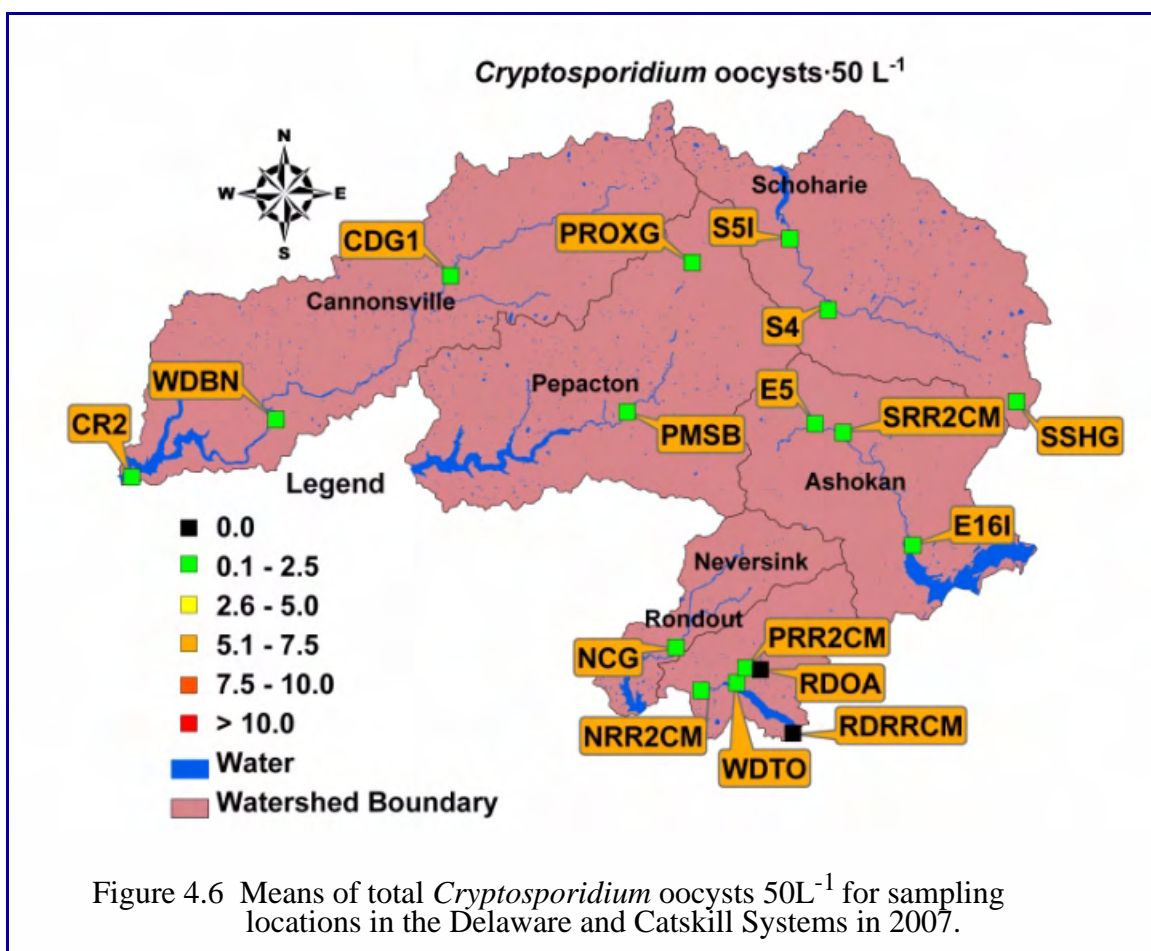 Cryptosporidium oocysts·50 L-1
N
W
E
S
Schoharie
S5I
PROXG
CDG1
Cannonsville
S4
WDBN
Pepacton
E5
SRR2CM
CR2
PMSB
SSHG
Legend
Ashokan
0.0
E16I
0.1 - 2.5
Neversink
2.6 - 5.0
Rondout
5.1 - 7.5
PRR2CM
NCG
RDOA
7.5 - 10.0
> 10.0
NRR2CM
RDRRCM
WDTO
Water
Watershed Boundary
Figure 4.6 Means of total Cryptosporidium oocysts 50L-1 for sampling
locations in the Delaware and Catskill Systems in 2007.